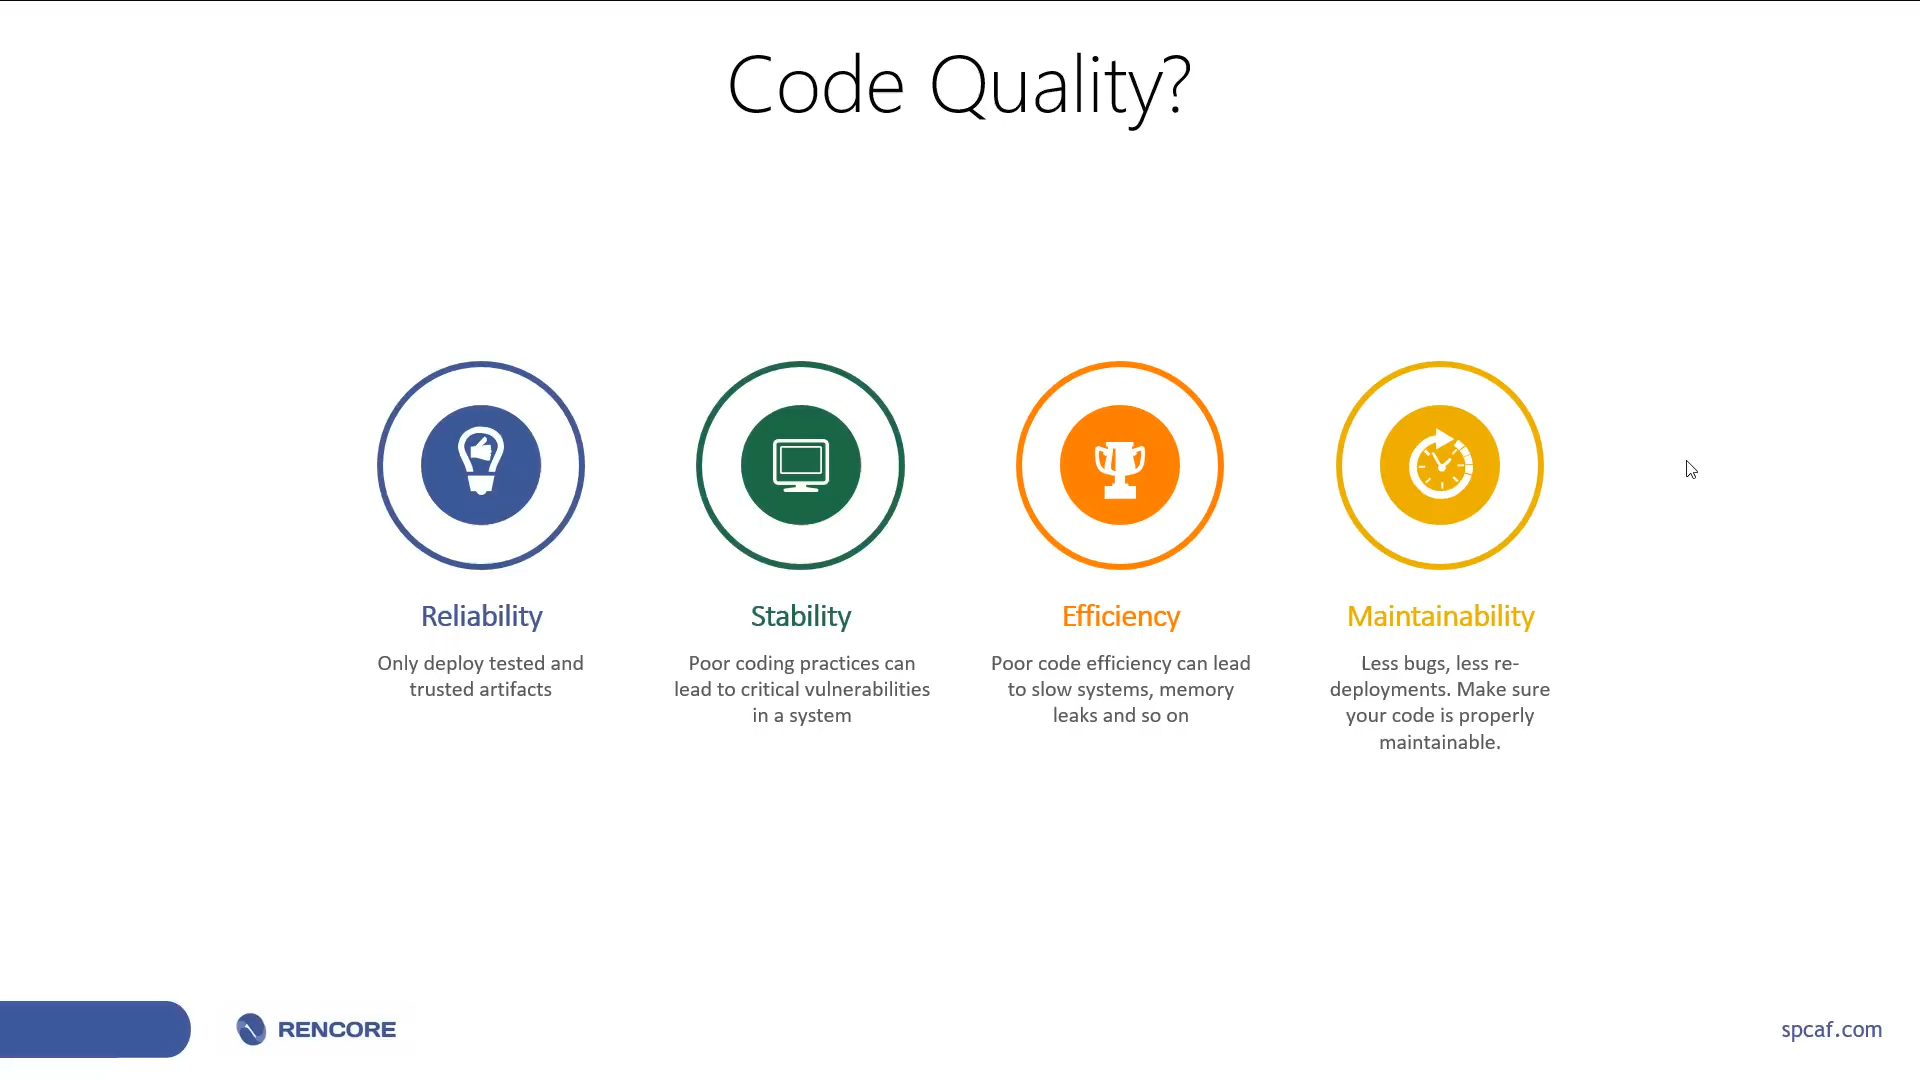 Code Quality?
Reliability
Only deploy tested and
trusted artifacts
Stability
Poor coding practices can
lead to critical vulnerabilities
in a system
Efficiency
Poor code efficiency can lead
to slow systems, memory
leaks and so on
Maintainability
Less bugs, less re-
deployments. Make sure
your code is properly
maintainable.
RENCORE
spcaf.com